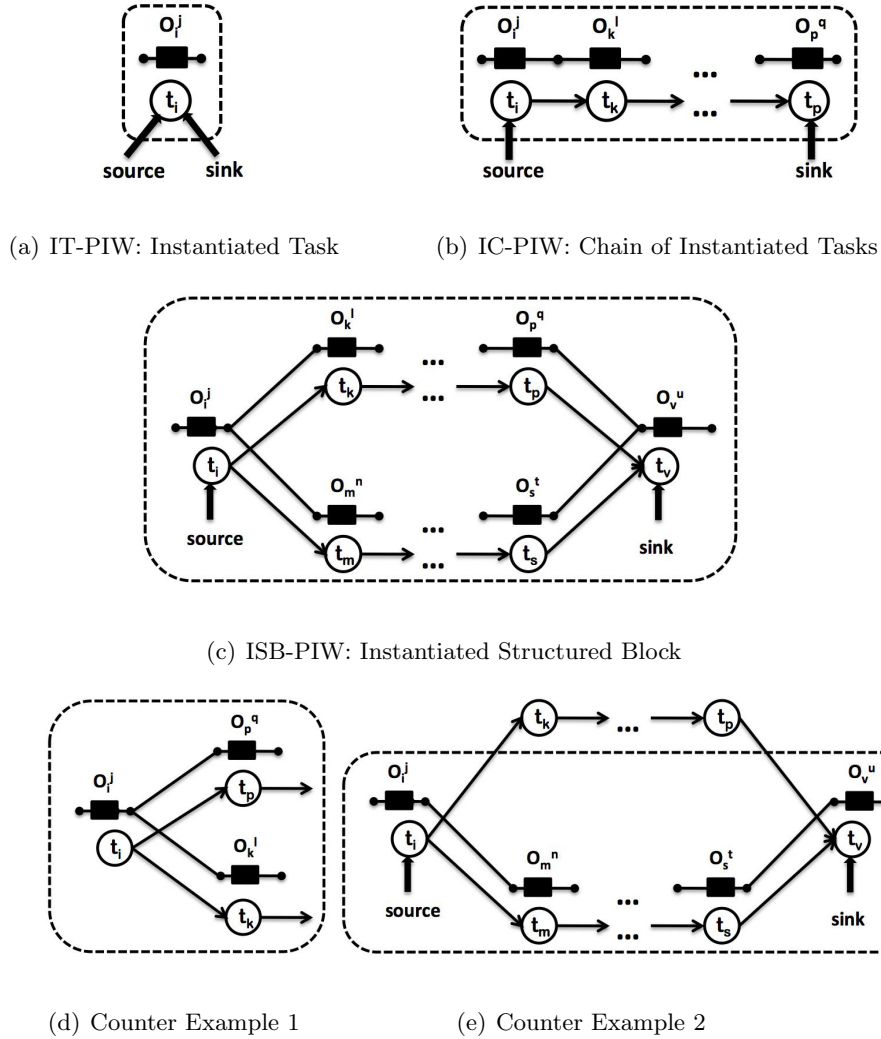 O_i^j
t_i
source
sink
(a) IT-PIW: Instantiated Task
O_i^j O_k^l O_p^q
...
t_i t_k ... t_p
source sink
(b) IC-PIW: Chain of Instantiated Tasks
O_k^l O_p^q
...
t_k ... t_p
O_i^j O_v^u
t_i t_v
O_m^n O_s^t
source sink
...
t_m ... t_s
(c) ISB-PIW: Instantiated Structured Block
O_p^q
O_i^j
t_p
t_i
O_k^l
t_k
(d) Counter Example 1
t_k ... t_p
O_i^j O_v^u
t_i t_v
O_m^n O_s^t
source sink
...
t_m ... t_s
(e) Counter Example 2